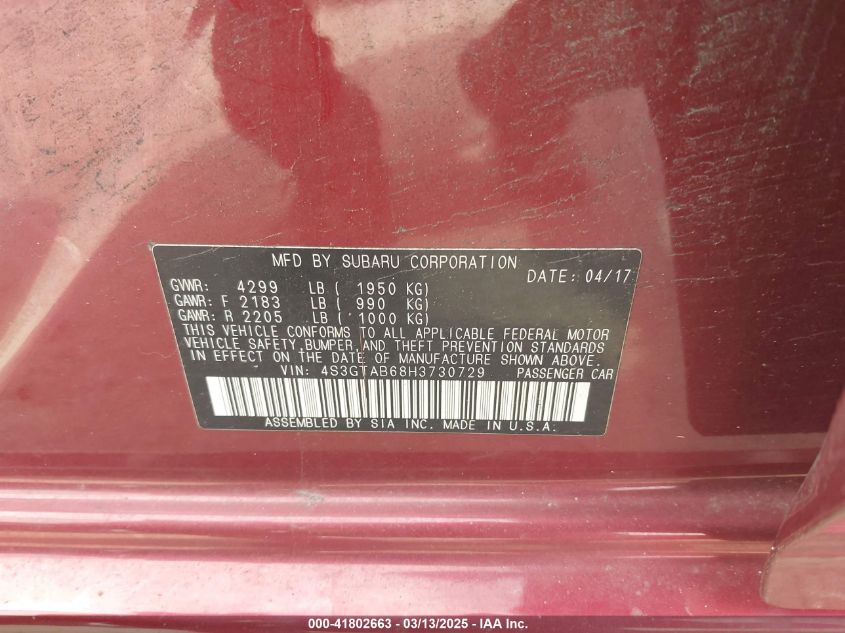 MFD BY SUBARU CORPORATION
DATE: 04/17
GVWR: 4299 LB ( 1950 KG)
GAWR: F 2183 LB ( 990 KG)
GAWR: R 2205 LB ( 1000 KG)
THIS VEHICLE CONFORMS TO ALL APPLICABLE FEDERAL MOTOR
VEHICLE SAFETY, BUMPER, AND THEFT PREVENTION STANDARDS
IN EFFECT ON THE DATE OF MANUFACTURE SHOWN ABOVE.
VIN: 4S3GTAB68H3730729 PASSENGER CAR
ASSEMBLED BY SIA INC. MADE IN U.S.A.
000-41802663 - 03/13/2025 - IAA Inc.